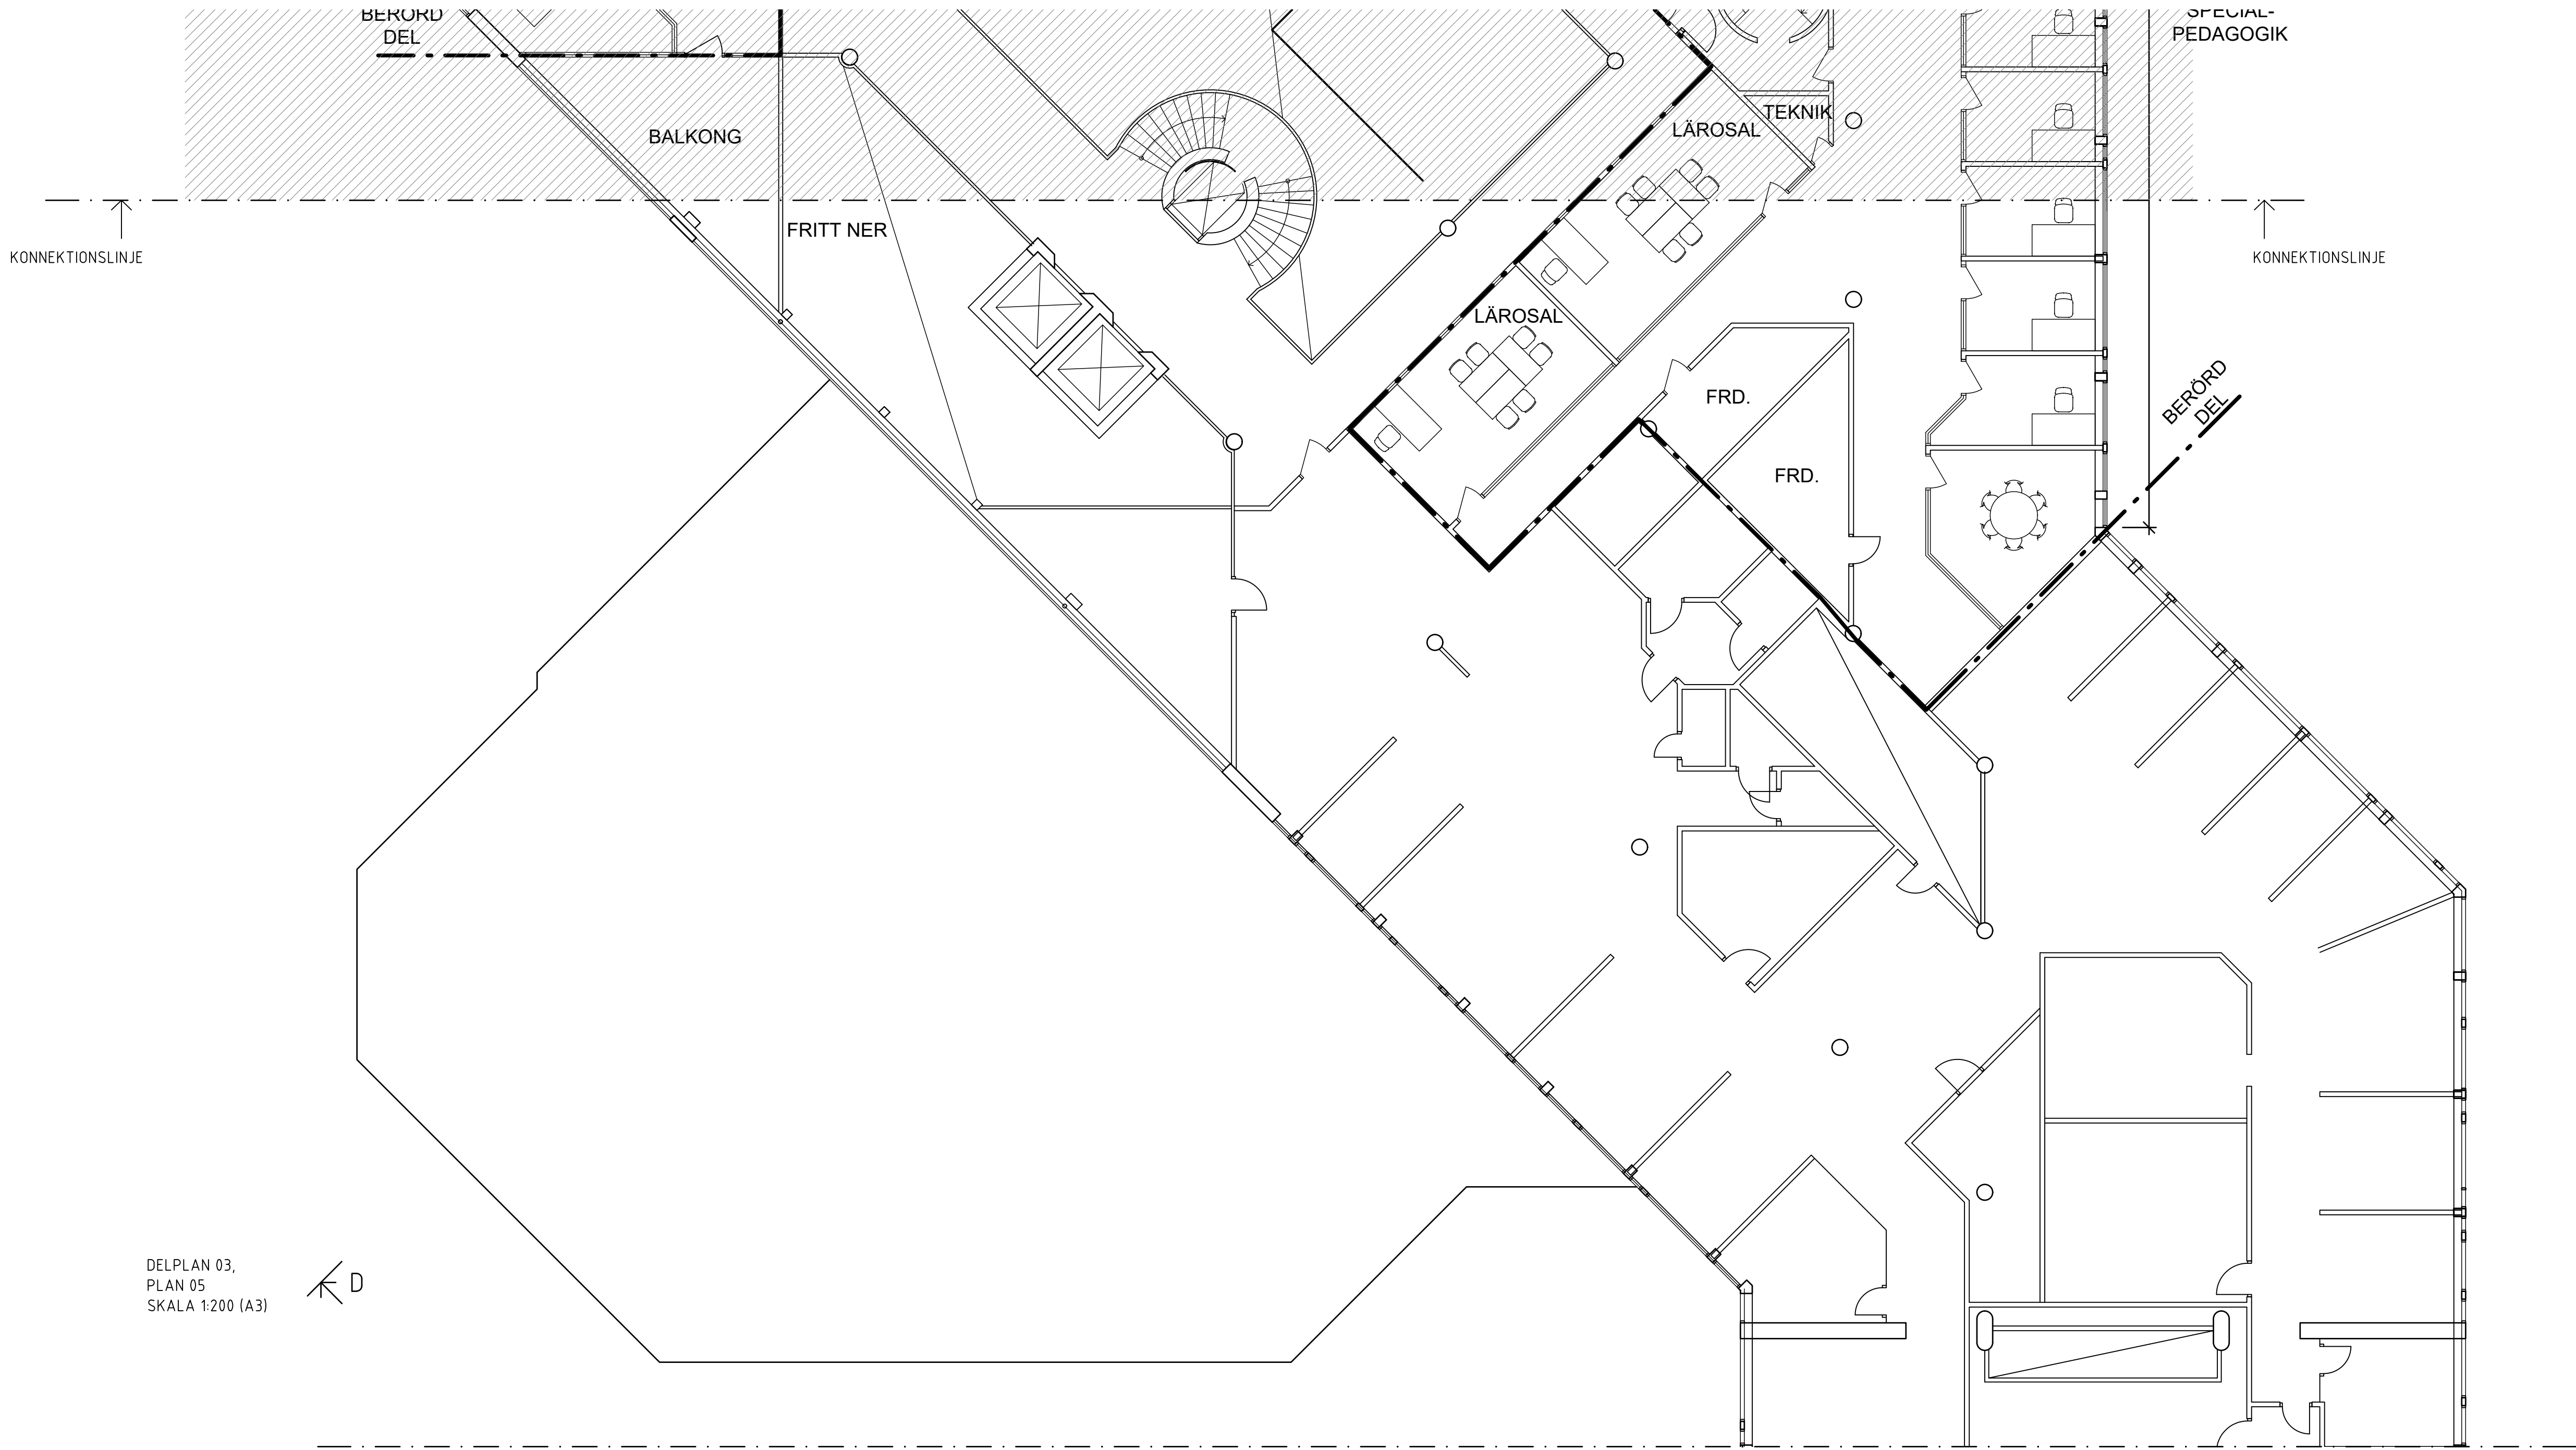 BERÖRD
DEL
SPECIAL-
PEDAGOGIK
TEKNIK
LÄROSAL
BALKONG
FRITT NER
KONNEKTIONSLINJE
KONNEKTIONSLINJE
LÄROSAL
FRD.
BERÖRD
DEL
FRD.
DELPLAN 03,
PLAN 05
SKALA 1:200 (A3)
D